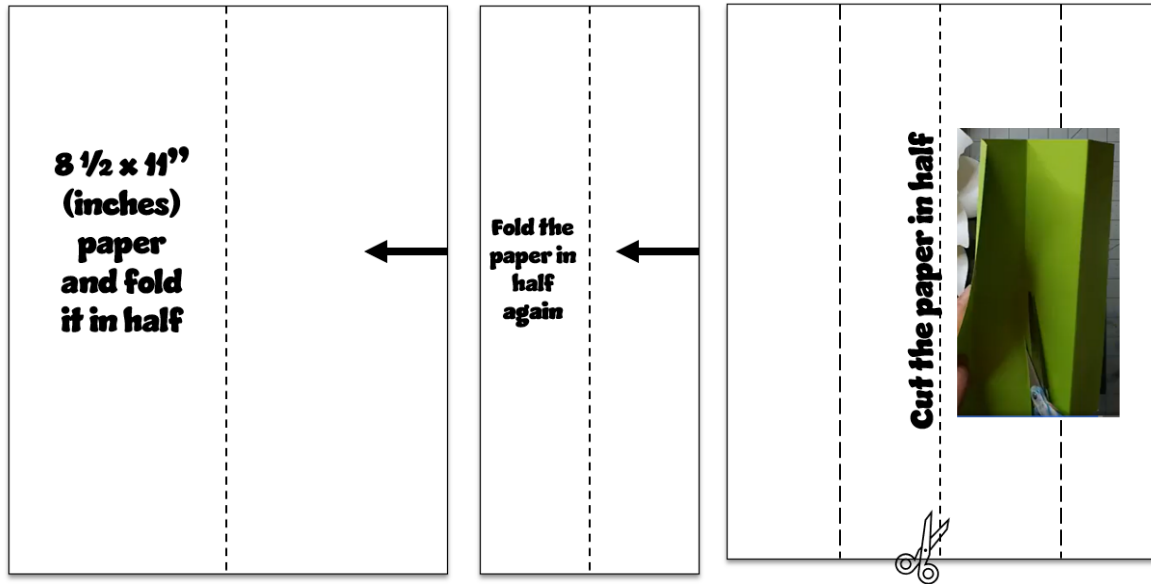 8 ½ x 11”
(inches)
paper
and fold
it in half
Fold the
paper in
half
again
Cut the paper in half